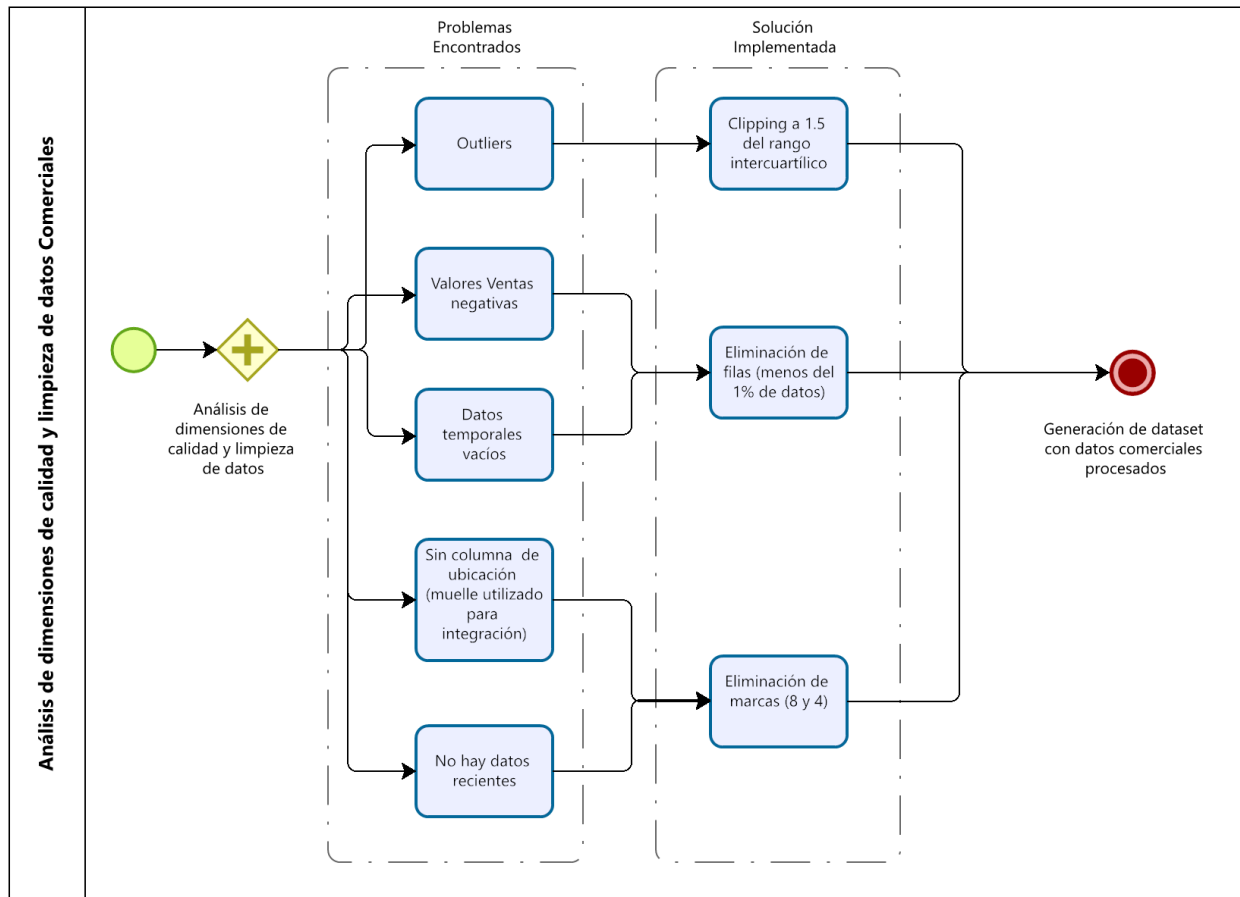 Análisis de dimensiones de calidad y limpieza de datos Comerciales
Problemas
Encontrados
Solución
Implementada
Outliers
Clipping a 1.5
del rango
intercuartílico
Valores Ventas
negativas
Datos
temporales
vacíos
Eliminación de
filas (menos del
1% de datos)
Análisis de
dimensiones de
calidad y limpieza
de datos
Generación de dataset
con datos comerciales
procesados
Sin columna de
ubicación
(muelle utilizado
para
integración)
No hay datos
recientes
Eliminación de
marcas (8 y 4)